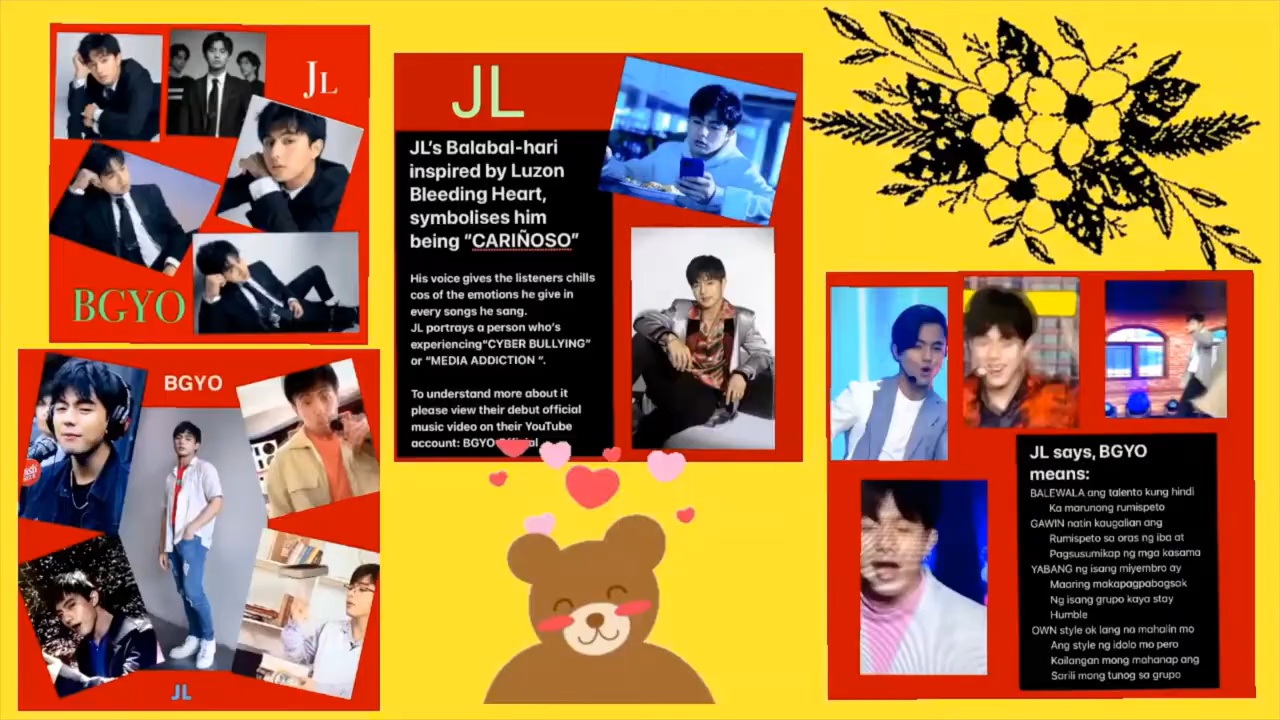 JL
BGYO
BGYO
JL
JL
JL's Balabal-hari
inspired by Luzon
Bleeding Heart,
symbolises him
being "CARIÑOSO"
His voice gives the listeners chills
cos of the emotions he give in
every songs he sang.
JL portrays a person who's
experiencing"CYBER BULLYING"
or "MEDIA ADDICTION ".
To understand more about it
please view their debut official
music video on their YouTube
account: BGYO Official
JL says, BGYO
means:
BALEWALA ang talento kung hindi
Ka marunong rumispeto
GAWIN natin kaugalian ang
Rumispeto sa oras ng iba at
Pagsusumikap ng mga kasama
YABANG ng isang miyembro ay
Maaring makapagpabagsak
Ng isang grupo kaya stay
Humble
OWN style ok lang na mahalin mo
Ang style ng idolo mo pero
Kailangan mong mahanap ang
Sarili mong tunog sa grupo